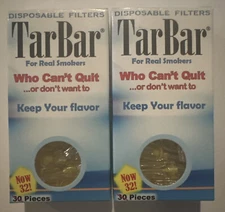 DISPOSABLE FILTERS
TarBar®
For Real Smokers
Who Can't Quit
...or don't want to
Keep Your flavor
Now
32!
30 Pieces
DISPOSABLE FILTERS
TarBar®
For Real Smokers
Who Can't Quit
...or don't want to
Keep Your flavor
Now
32!
30 Pieces